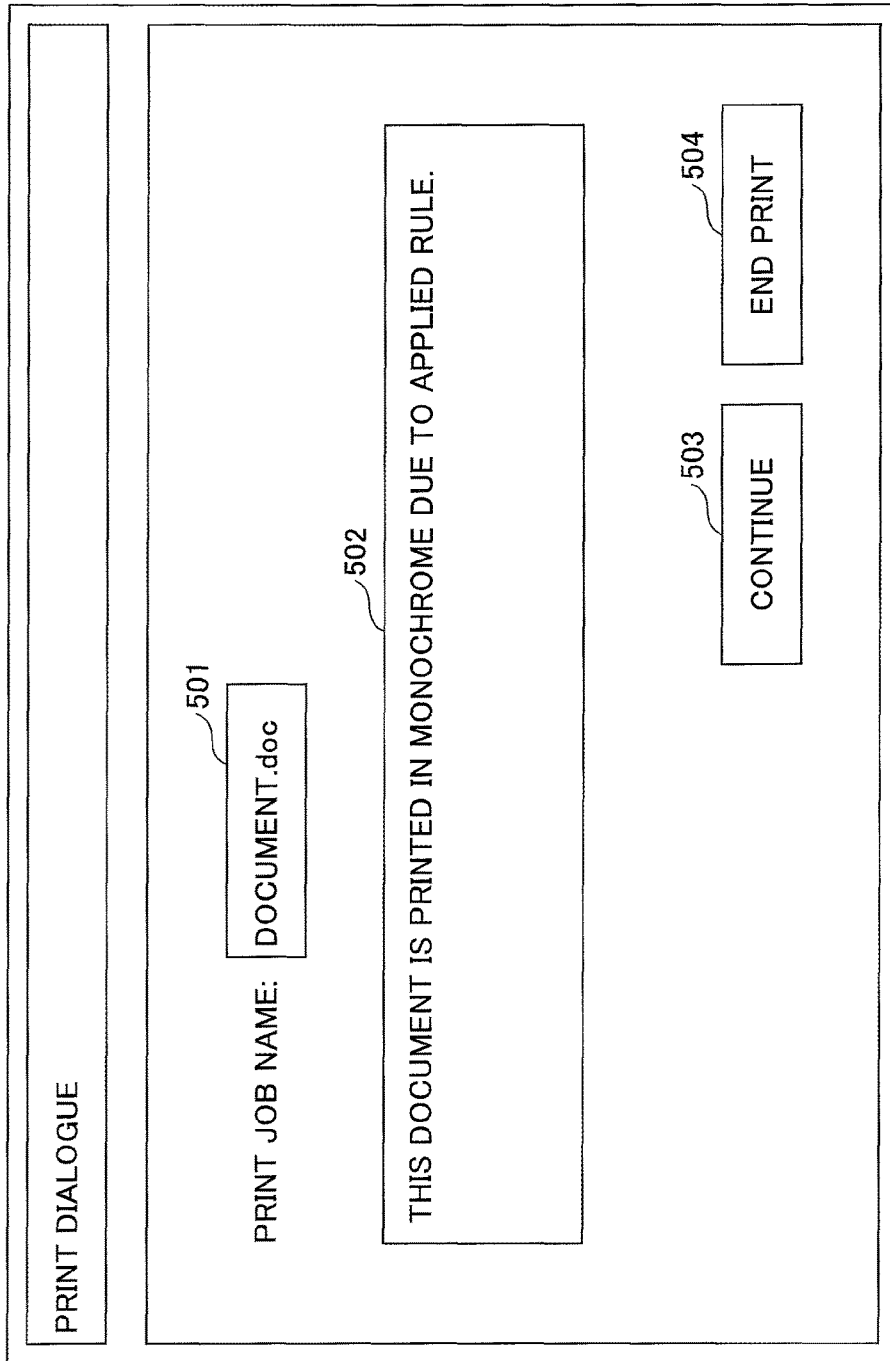 PRINT DIALOGUE
501
PRINT JOB NAME: DOCUMENT.doc
502
THIS DOCUMENT IS PRINTED IN MONOCHROME DUE TO APPLIED RULE.
503 504
CONTINUE END PRINT